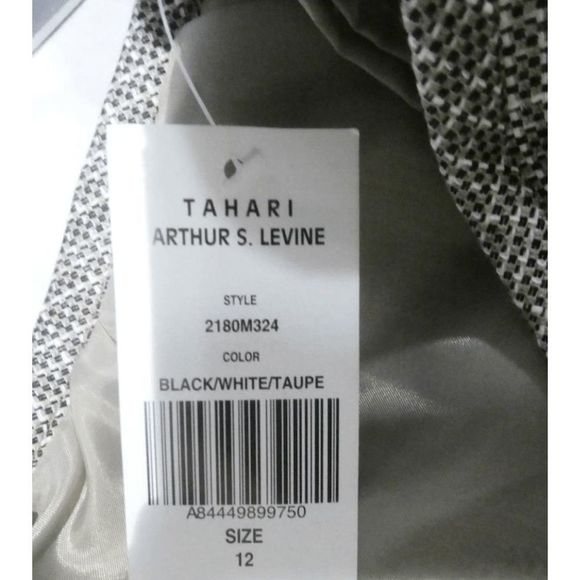 TAHARI
ARTHUR S. LEVINE
STYLE
2180M324
COLOR
BLACK/WHITE/TAUPE
A84449899750
SIZE
12